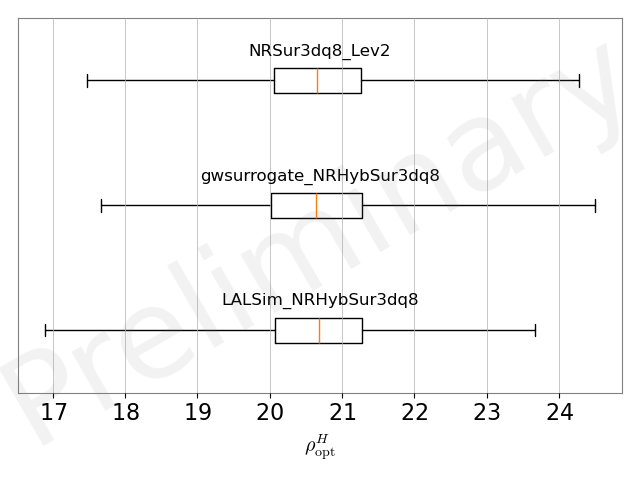 NRSur3dq8_Lev2
gwsurrogate_NRHybSur3dq8
LALSim_NRHybSur3dq8
Preliminary
17 18 19 20 21 22 23 24
ρ^H_opt